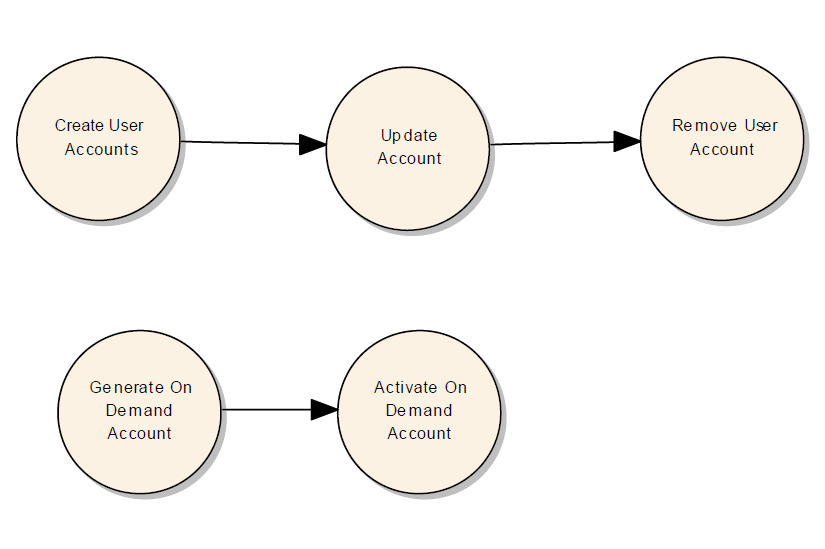 Create User
Accounts
Update
Account
Remove User
Account
Generate On
Demand
Account
Activate On
Demand
Account